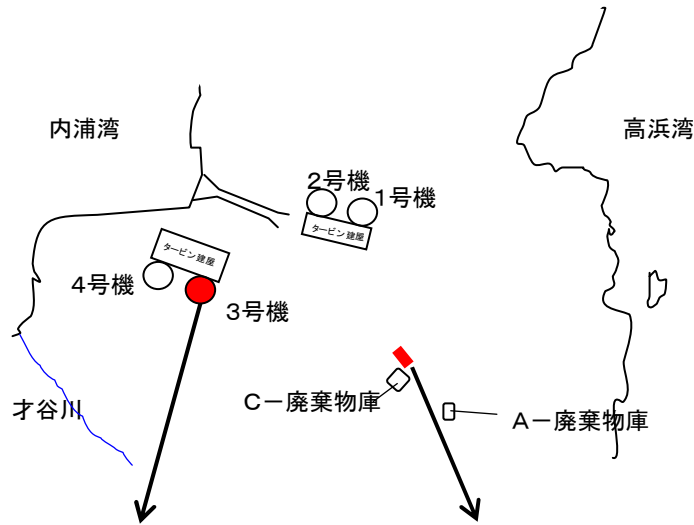 内浦湾
高浜湾
2号機
1号機
タービン建屋
タービン建屋
4号機
3号機
C－廃棄物庫
才谷川
A－廃棄物庫